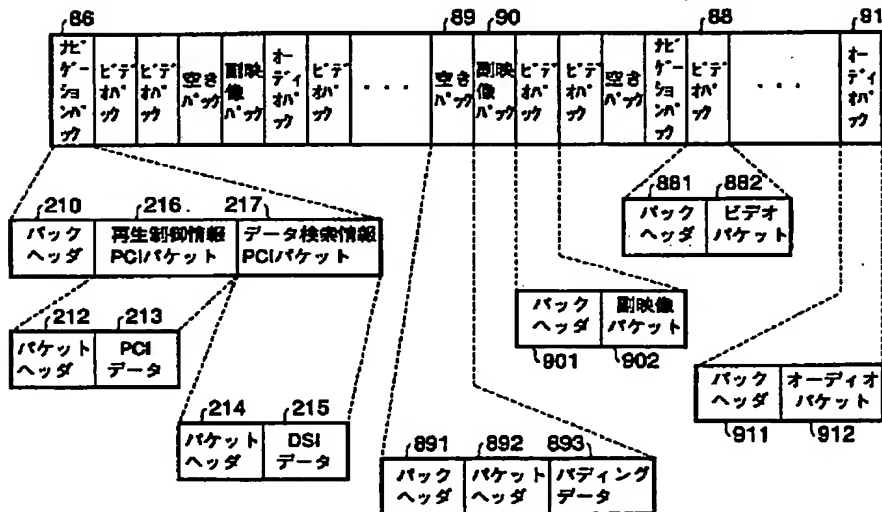 86 89 90 88 91
ナビゲーションパック
ビデオパック
ビデオパック
空きパック
副映像パック
オーディオパック
ビデオパック
・・・
空きパック
副映像パック
ビデオパック
ビデオパック
空きパック
ナビゲーションパック
ビデオパック
・・・
オーディオパック
881 882
パックヘッダ
ビデオパケット
210 216. 217
パックヘッダ
再生制御情報
PCIパケット
データ検索情報
PCIパケット
パックヘッダ
副映像パケット
901 902
212 213
パケットヘッダ
PCIデータ
パックヘッダ
オーディオパケット
911 912
214 215
パケットヘッダ
DSIデータ
891 892 893
パックヘッダ
パケットヘッダ
パディングデータ